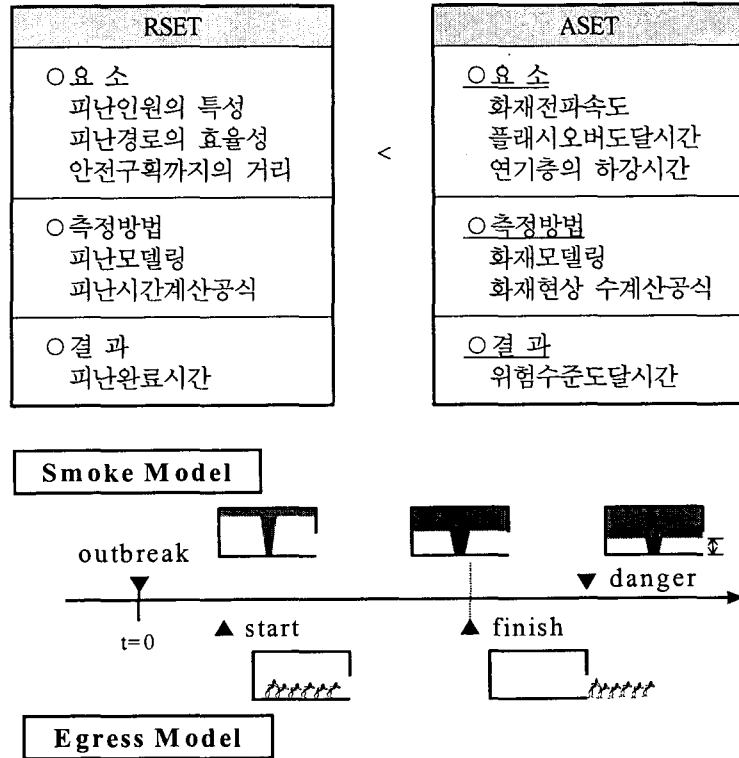 RSET
○요 소
피난인원의 특성
피난경로의 효율성
안전구획까지의 거리
○측정방법
피난모델링
피난시간계산공식
○결 과
피난완료시간
<
ASET
○요 소
화재전파속도
플래시오버도달시간
연기층의 하강시간
○측정방법
화재모델링
화재현상 수계산공식
○결 과
위험수준도달시간
Smoke Model
outbreak
danger
t=0
start
finish
Egress Model